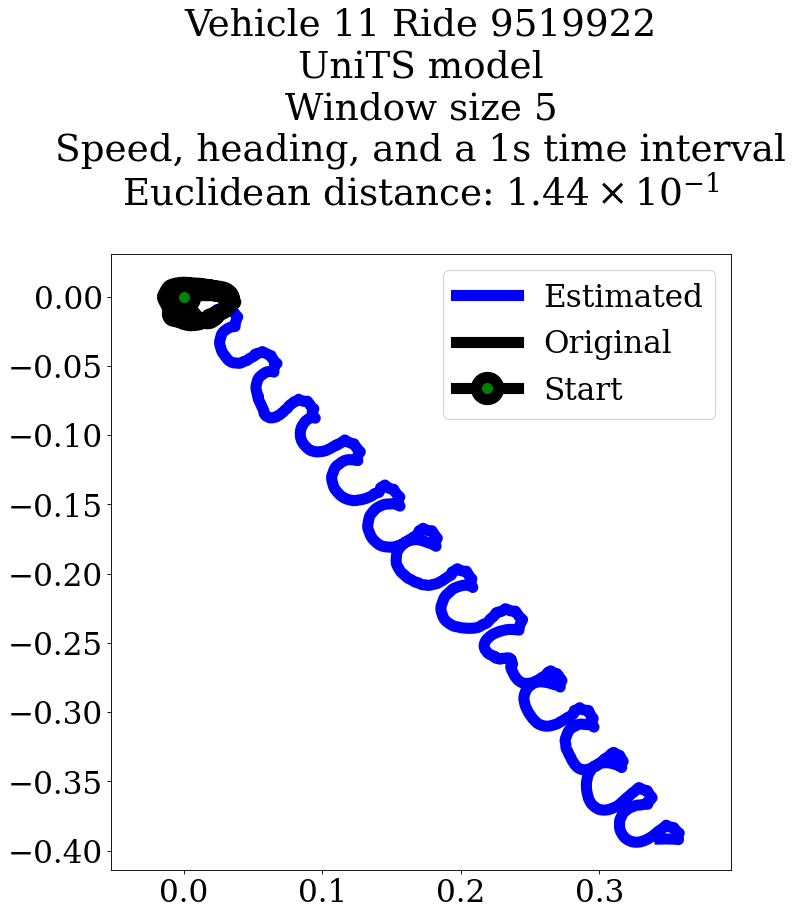 Vehicle 11 Ride 9519922
UniTS model
Window size 5
Speed, heading, and a 1s time interval
Euclidean distance: 1.44 × 10⁻¹
Estimated
Original
Start
0.00
−0.05
−0.10
−0.15
−0.20
−0.25
−0.30
−0.35
−0.40
0.0 0.1 0.2 0.3